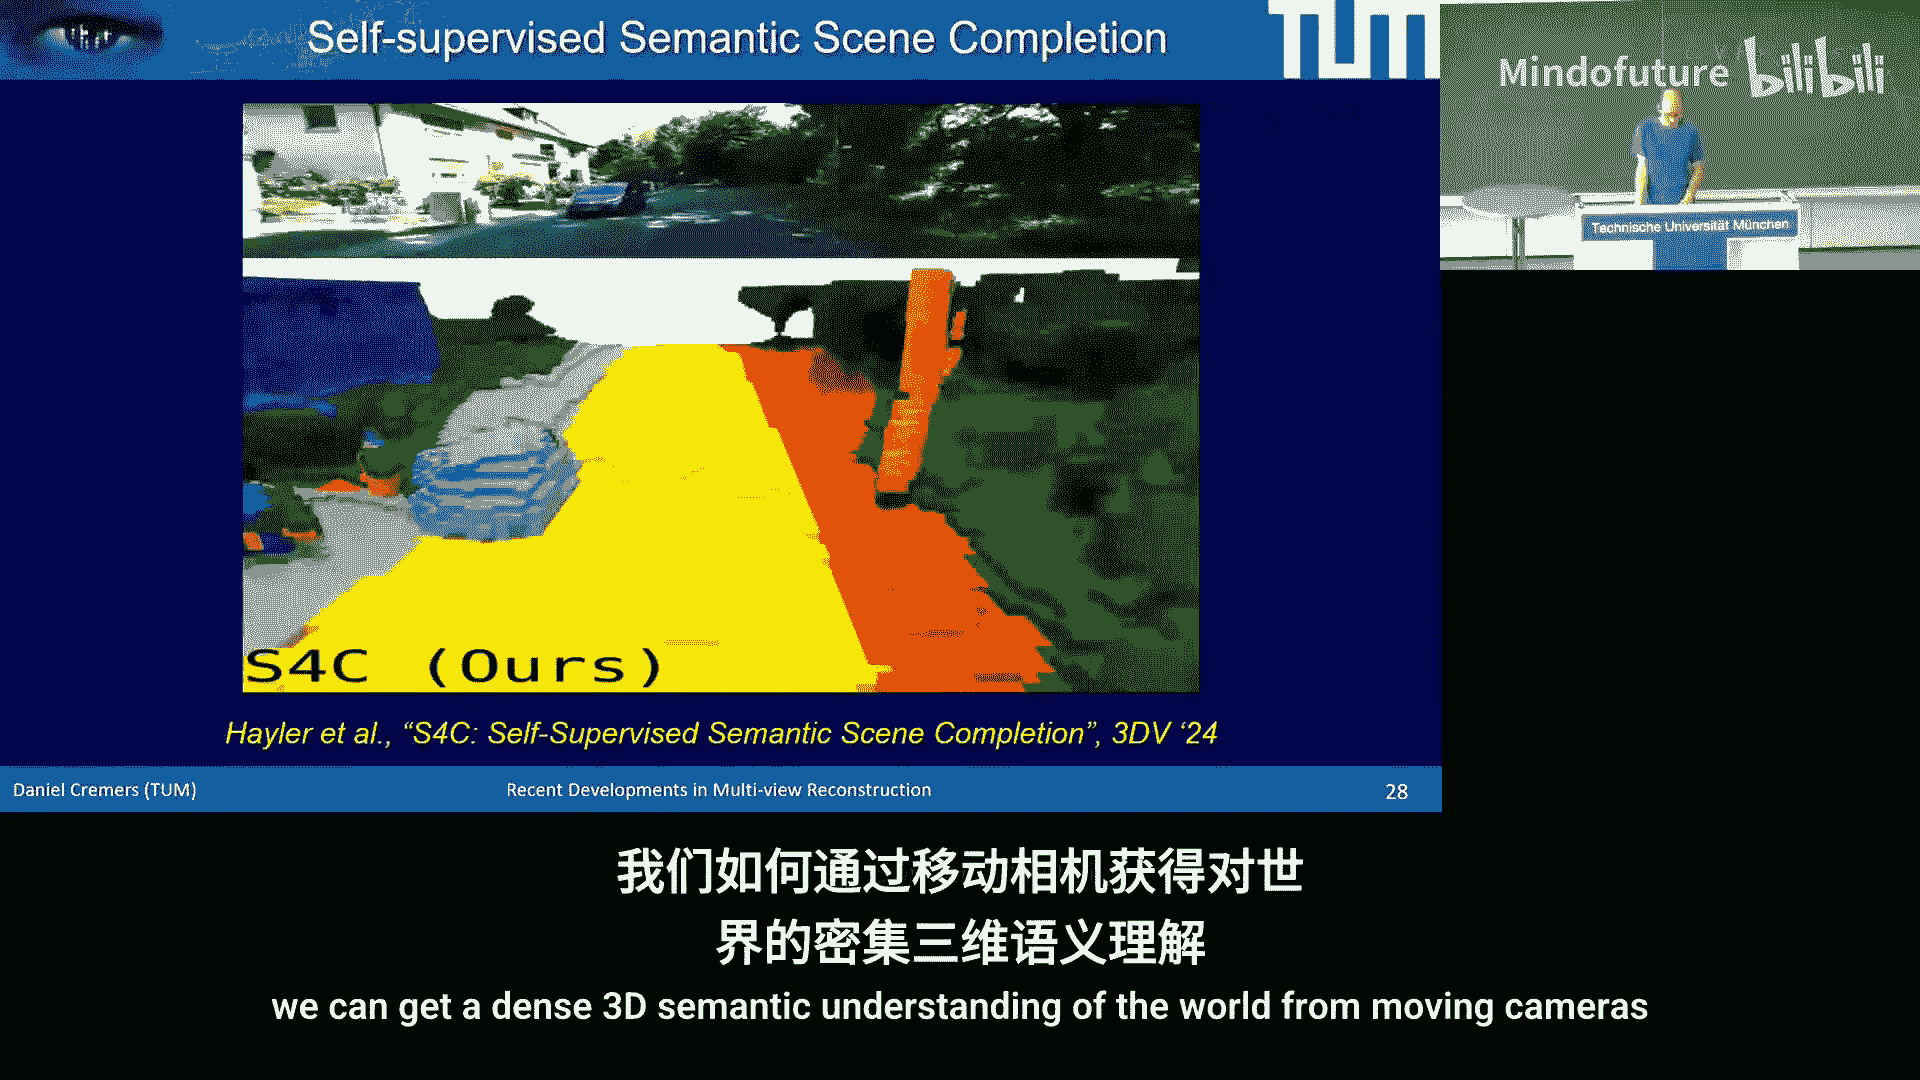 Self-supervised Semantic Scene Completion
TUM
Mindofuture bilibili
Technische Universität München
S4C (Ours)
Hayler et al., “S4C: Self-Supervised Semantic Scene Completion”, 3DV ‘24
Daniel Cremers (TUM)
Recent Developments in Multi-view Reconstruction
28
我们如何通过移动相机获得对世
界的密集三维语义理解
we can get a dense 3D semantic understanding of the world from moving cameras